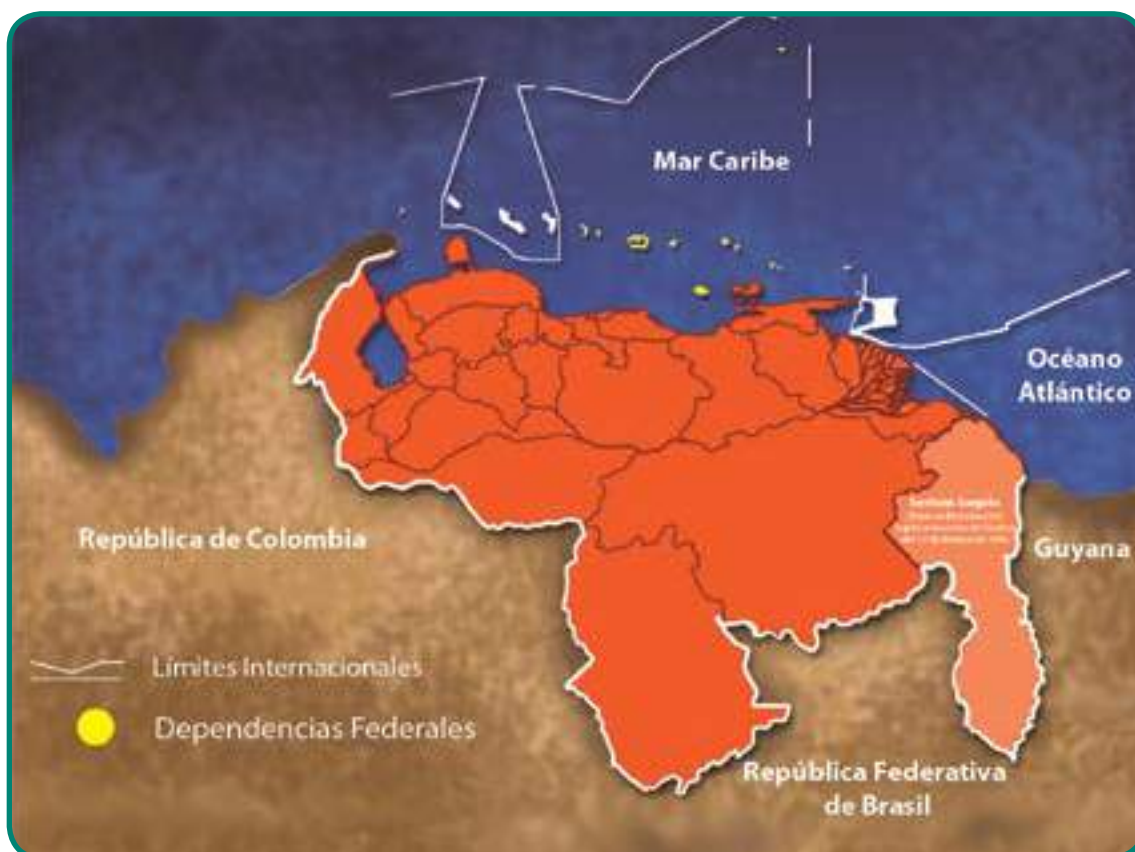 Mar Caribe
Océano
Atlántico
República de Colombia
Guyana
Límites Internacionales
Dependencias Federales
República Federativa
de Brasil